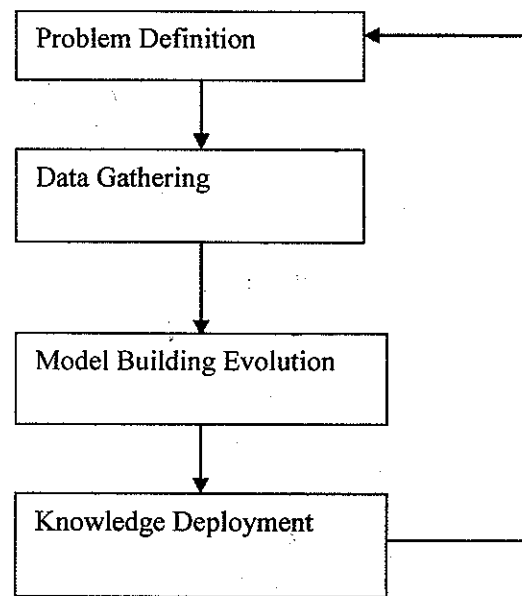 Problem Definition
Data Gathering
Model Building Evolution
Knowledge Deployment